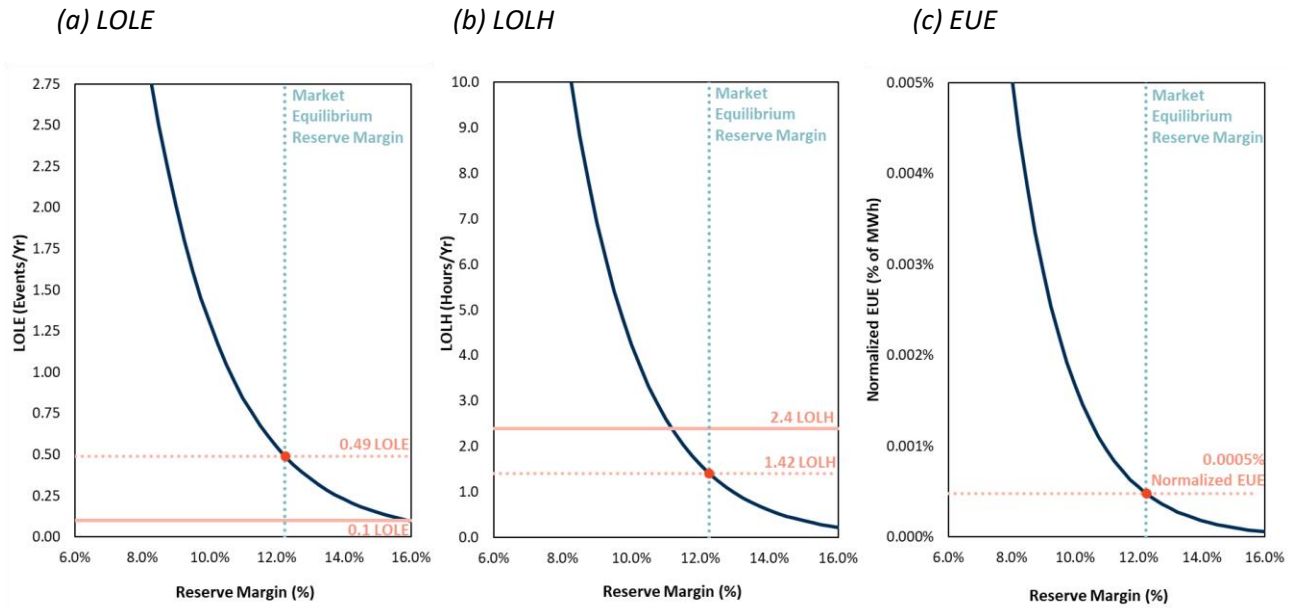 (a) LOLE
(b) LOLH
(c) EUE
2.75
2.50
2.25
2.00
1.75
1.50
1.25
1.00
0.75
0.50
0.25
0.00
LOLE (Events/Yr)
Market
Equilibrium
Reserve Margin
0.49 LOLE
0.1 LOLE
6.0%
8.0%
10.0%
12.0%
14.0%
16.0%
Reserve Margin (%)
10.0
9.0
8.0
7.0
6.0
5.0
4.0
3.0
2.0
1.0
0.0
LOLH (Hours/Yr)
Market
Equilibrium
Reserve Margin
2.4 LOLH
1.42 LOLH
6.0%
8.0%
10.0%
12.0%
14.0%
16.0%
Reserve Margin (%)
0.005%
0.004%
0.003%
0.002%
0.001%
0.000%
Normalized EUE (% of MWh)
Market
Equilibrium
Reserve Margin
0.0005%
Normalized EUE
6.0%
8.0%
10.0%
12.0%
14.0%
16.0%
Reserve Margin (%)